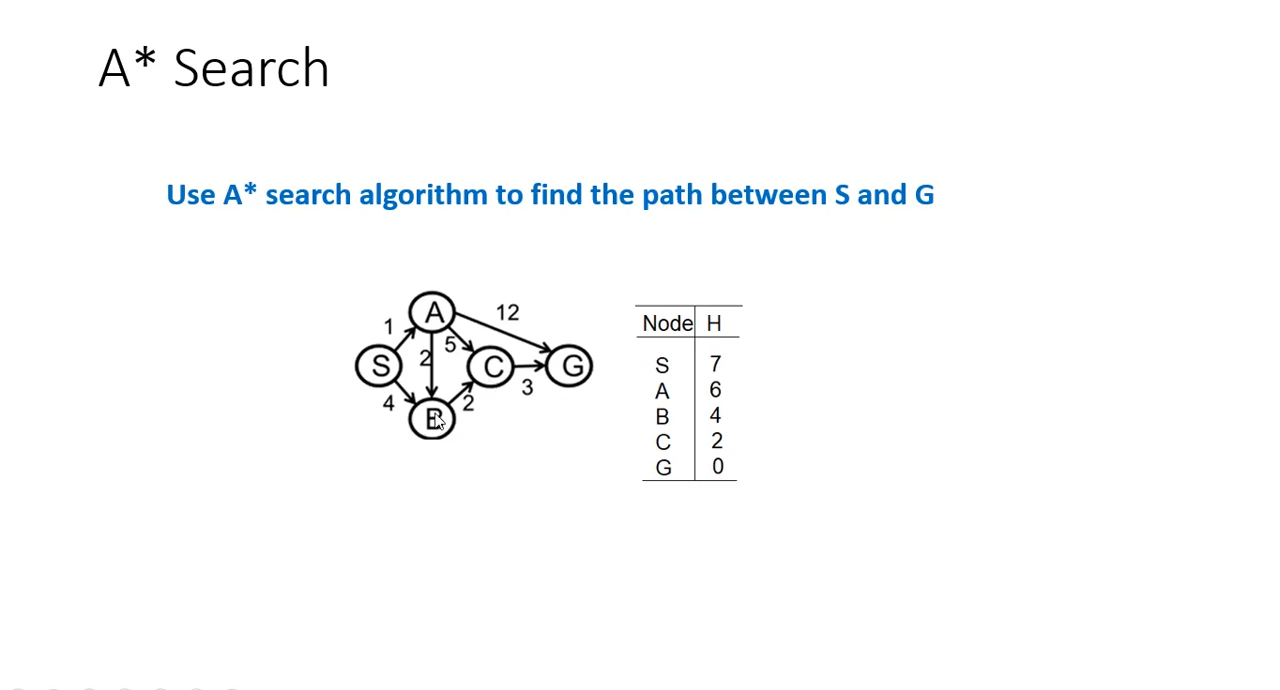 A* Search
Use A* search algorithm to find the path between S and G
A
12
1
5
2
S
C
G
3
4
2
B
Node H
S 7
A 6
B 4
C 2
G 0